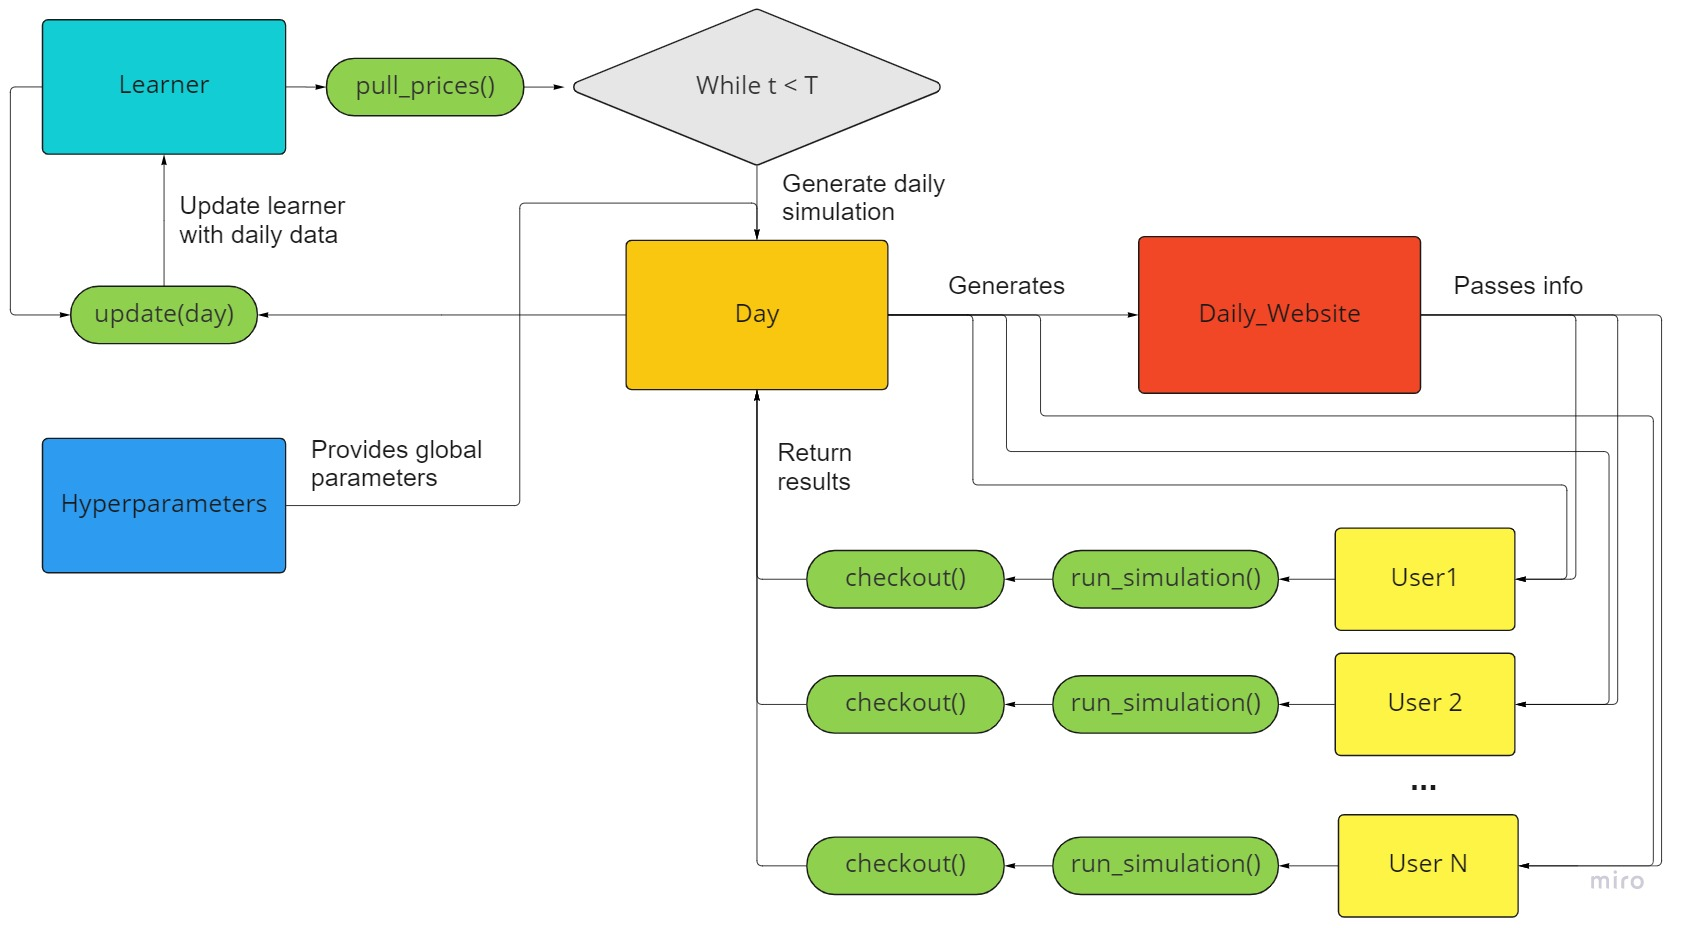 Learner
pull_prices()
While t < T
Generate daily
simulation
Update learner
with daily data
update(day)
Day
Generates
Daily_Website
Passes info
Provides global
parameters
Hyperparameters
Return
results
checkout()
run_simulation()
User1
checkout()
run_simulation()
User 2
...
checkout()
run_simulation()
User N
miro